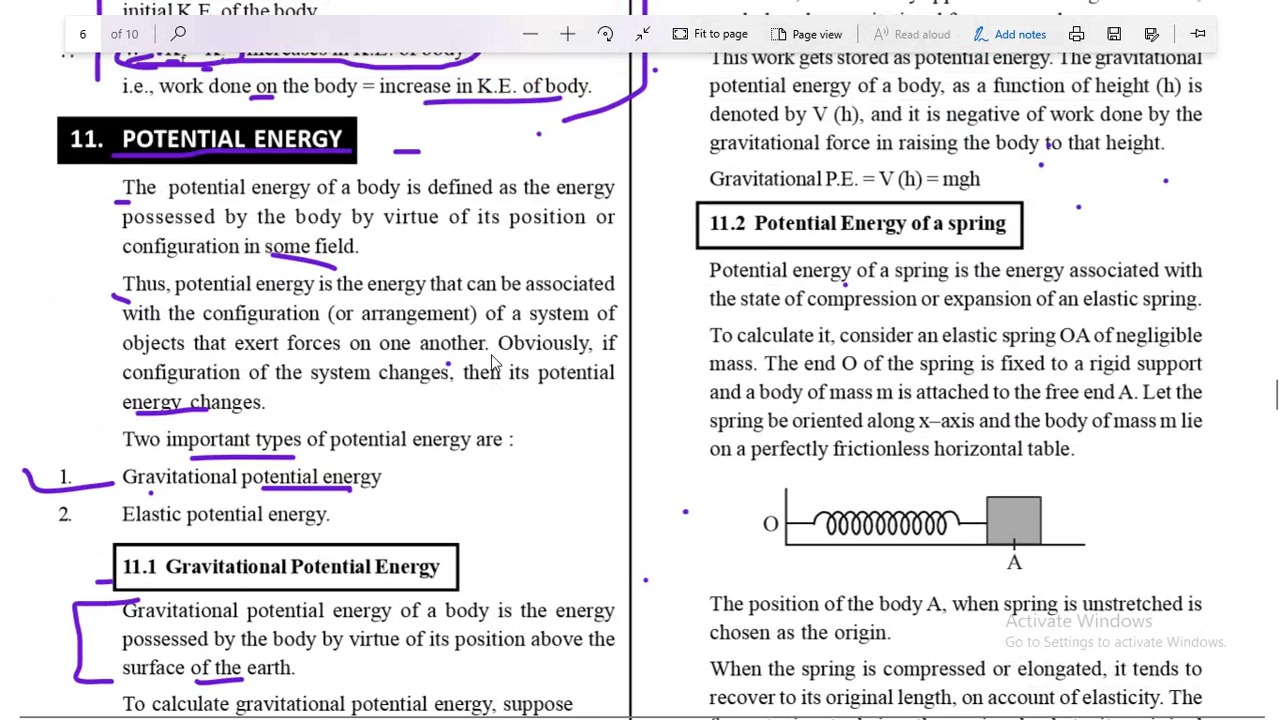 initial K.E. of the body
6 of 10
Fit to page
Page view
Read aloud
Add notes
i.e., work done on the body = increase in K.E. of body.
11. POTENTIAL ENERGY
The potential energy of a body is defined as the energy
possessed by the body by virtue of its position or
configuration in some field.
Thus, potential energy is the energy that can be associated
with the configuration (or arrangement) of a system of
objects that exert forces on one another. Obviously, if
configuration of the system changes, then its potential
energy changes.
Two important types of potential energy are :
1. Gravitational potential energy
2. Elastic potential energy.
11.1 Gravitational Potential Energy
Gravitational potential energy of a body is the energy
possessed by the body by virtue of its position above the
surface of the earth.
To calculate gravitational potential energy, suppose
This work gets stored as potential energy. The gravitational
potential energy of a body, as a function of height (h) is
denoted by V (h), and it is negative of work done by the
gravitational force in raising the body to that height.
Gravitational P.E. = V (h) = mgh
11.2 Potential Energy of a spring
Potential energy of a spring is the energy associated with
the state of compression or expansion of an elastic spring.
To calculate it, consider an elastic spring OA of negligible
mass. The end O of the spring is fixed to a rigid support
and a body of mass m is attached to the free end A. Let the
spring be oriented along x–axis and the body of mass m lie
on a perfectly frictionless horizontal table.
O
A
The position of the body A, when spring is unstretched is
chosen as the origin.
When the spring is compressed or elongated, it tends to
recover to its original length, on account of elasticity. The
Activate Windows
Go to Settings to activate Windows.